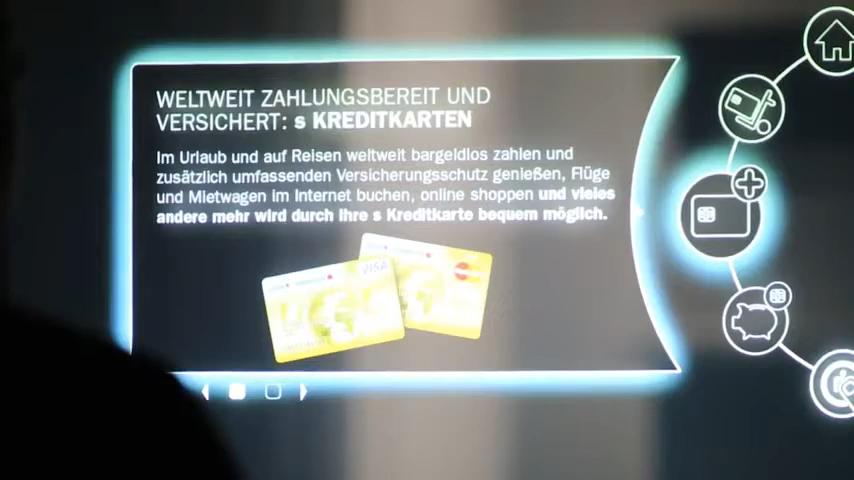 WELTWEIT ZAHLUNGSBEREIT UND
VERSICHERT: s KREDITKARTEN
Im Urlaub und auf Reisen weltweit bargeldlos zahlen und
zusätzlich umfassenden Versicherungsschutz genießen, Flüge
und Mietwagen im Internet buchen, online shoppen und vieles
andere mehr wird durch Ihre s Kreditkarte bequem möglich.
VISA